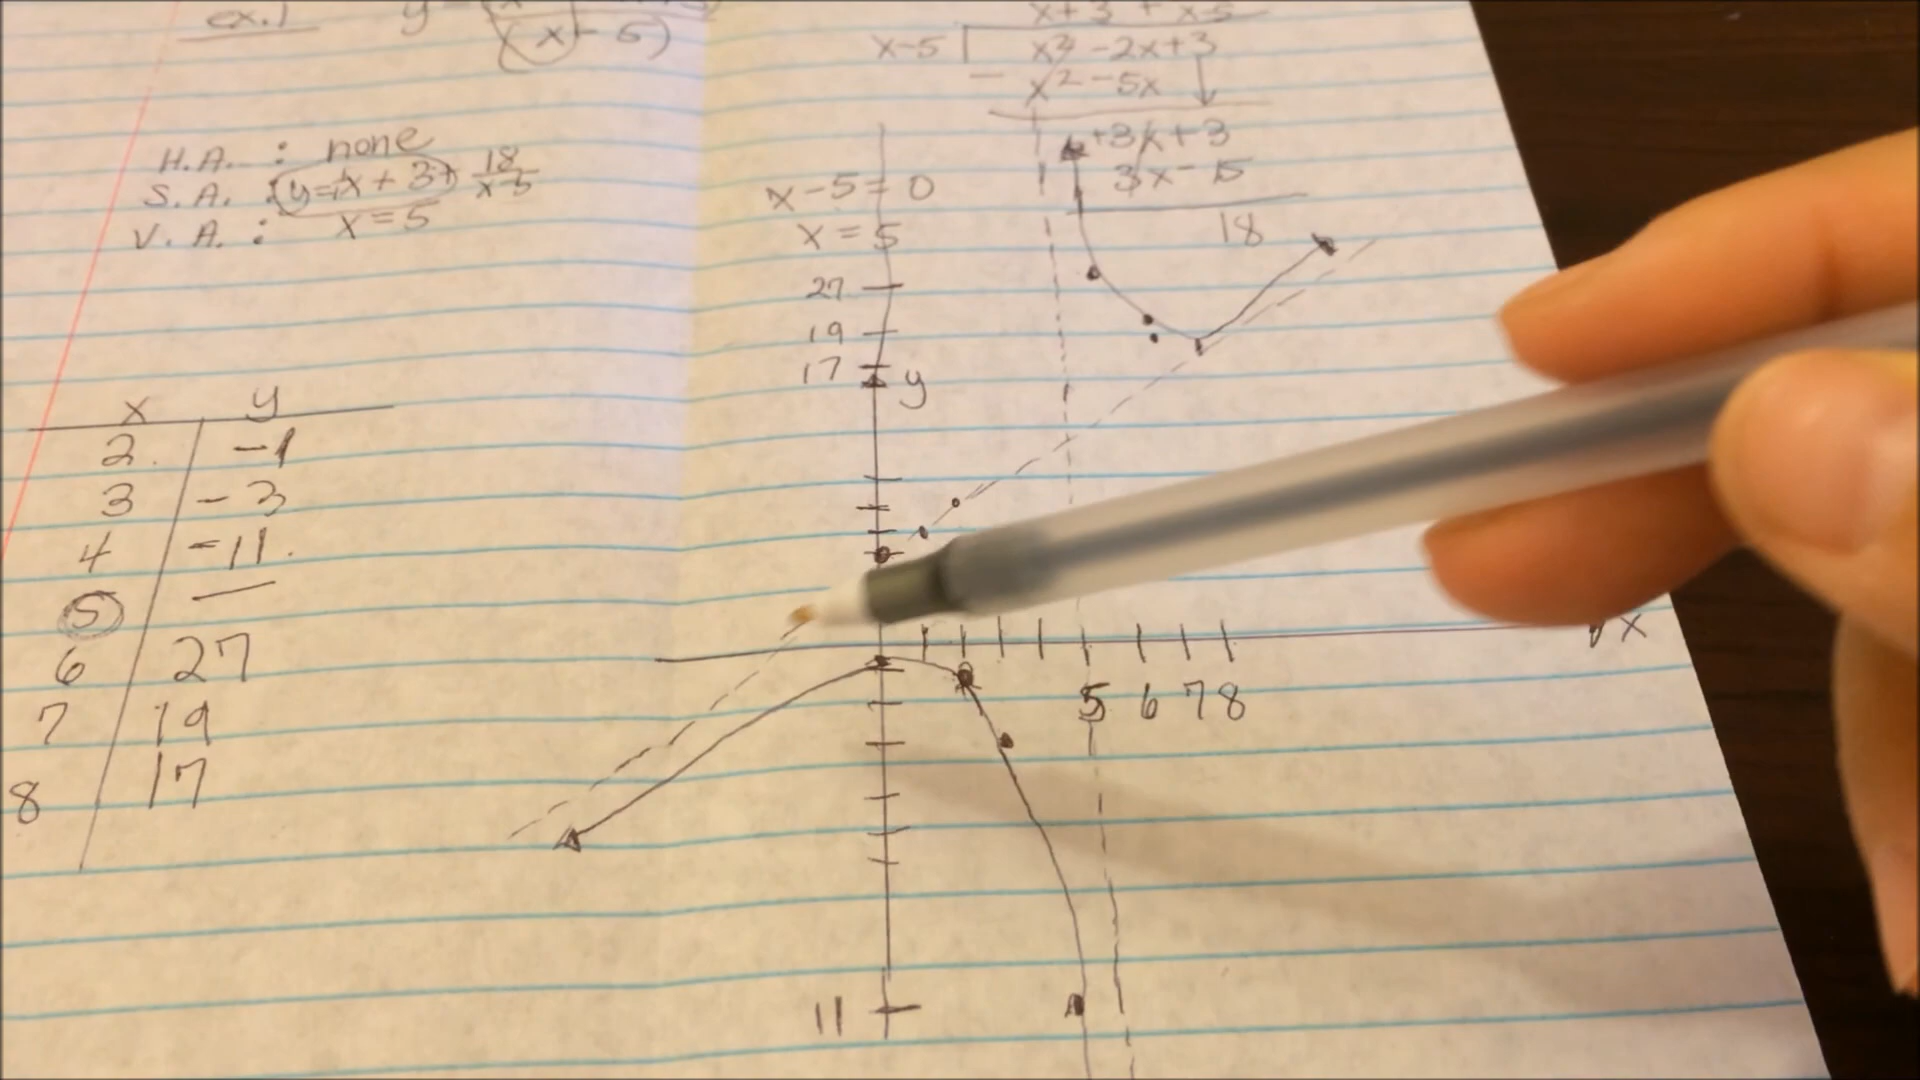 ex.1
(x - 5)
x+3 + x5
x-5 x² -2x+3
- x² -5x
+3x+3
3x-15
18
H.A. : none
S.A. : y=x+3+ 18/x-5
V.A. : x=5
x-5=0
x=5
27
19
17
y
x
5 6 7 8
11
x y
2 -1
3 -3
4 -11
5 —
6 27
7 19
8 17